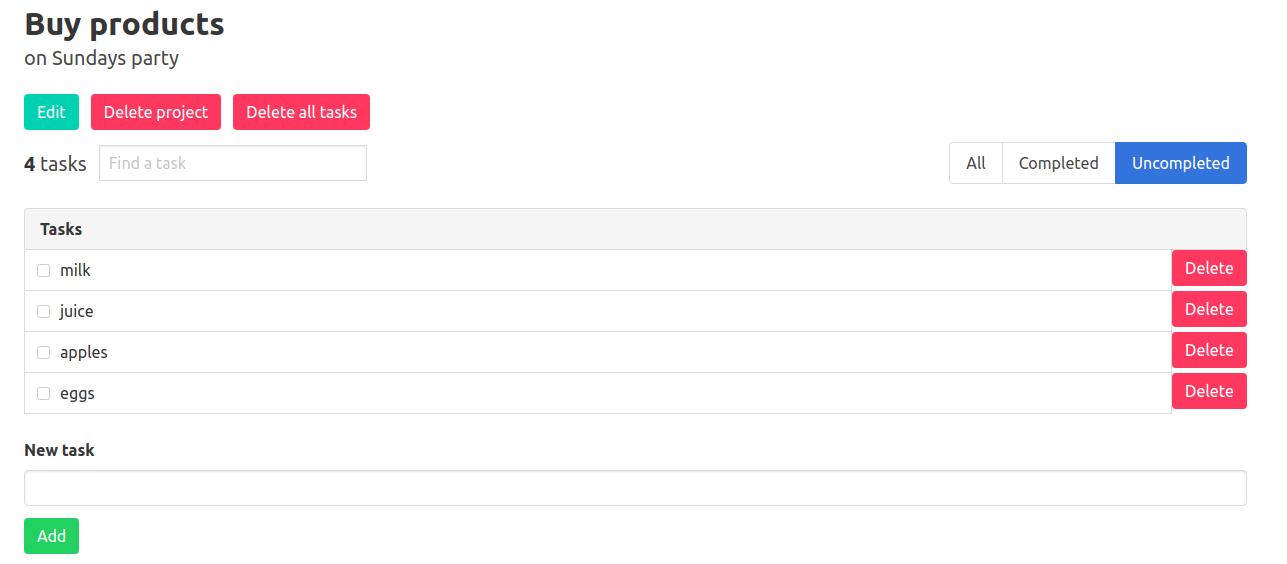 Buy products
on Sundays party
Edit Delete project Delete all tasks
4 tasks Find a task All Completed Uncompleted
Tasks
milk Delete
juice Delete
apples Delete
eggs Delete
New task
Add